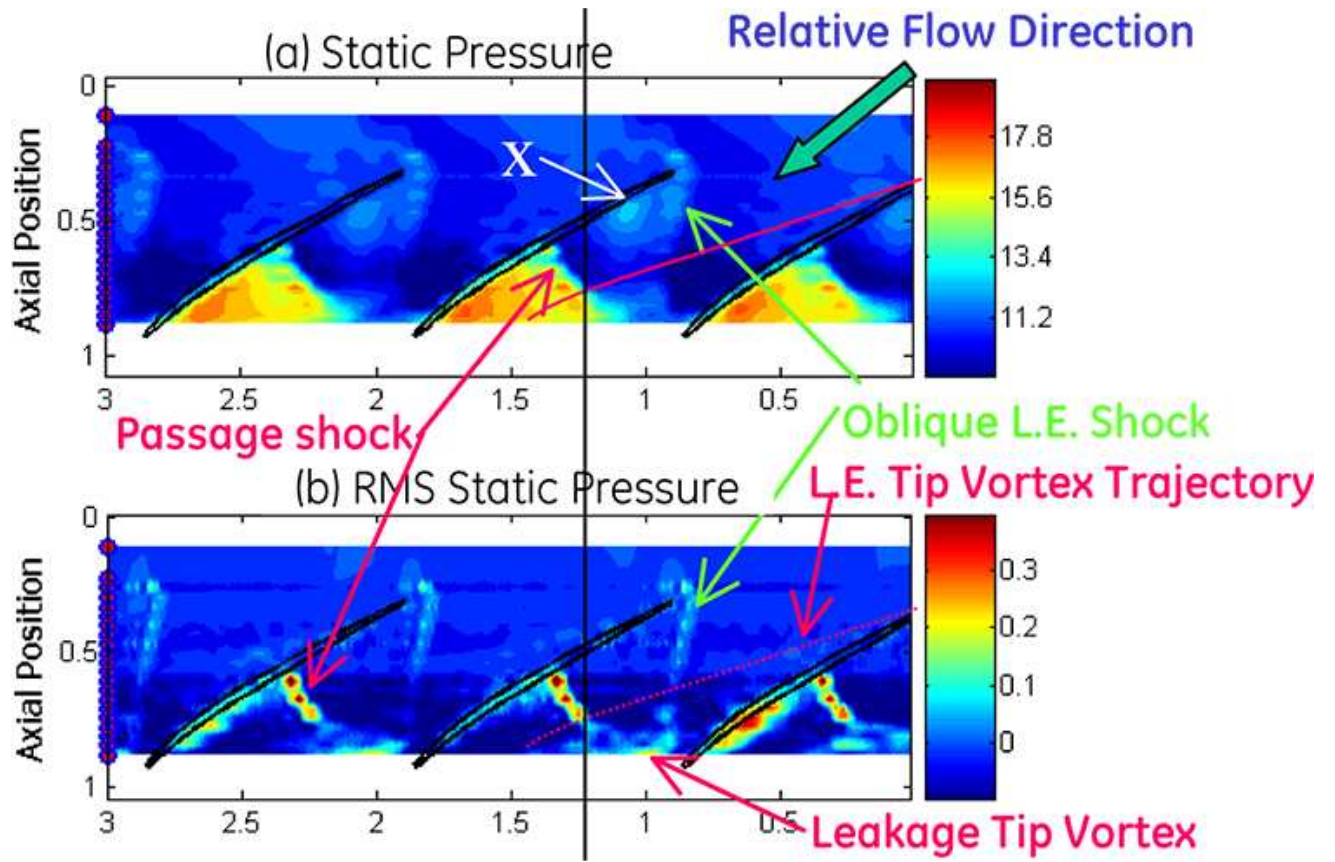 Relative Flow Direction
(a) Static Pressure
X
Axial Position
0
0.5
1
3
2.5
2
1.5
1
0.5
17.8
15.6
13.4
11.2
Passage shock
Oblique L.E. Shock
L.E. Tip Vortex Trajectory
(b) RMS Static Pressure
Axial Position
0
0.5
1
3
2.5
2
1.5
1
0.5
0.3
0.2
0.1
0
Leakage Tip Vortex